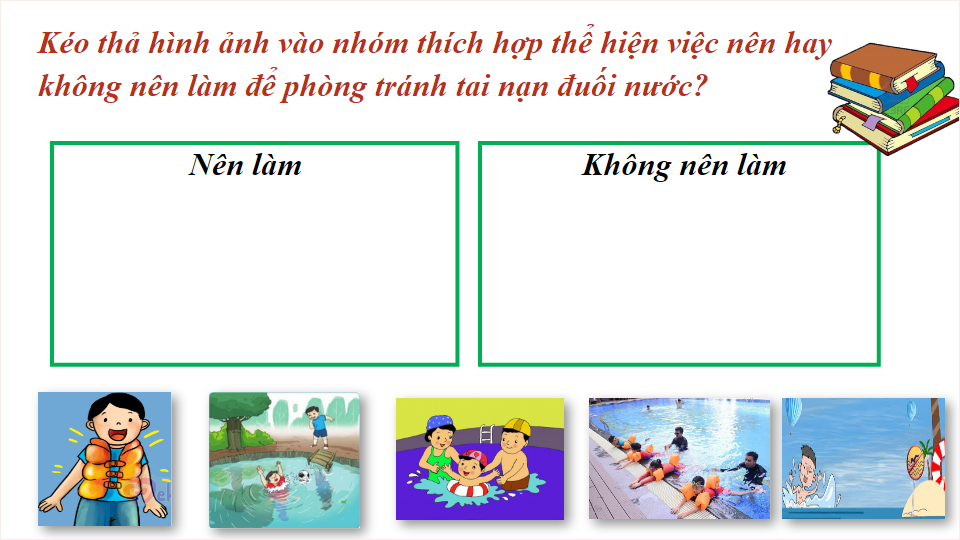 Kéo thả hình ảnh vào nhóm thích hợp thể hiện việc nên hay
không nên làm để phòng tránh tai nạn đuối nước?
Nên làm
Không nên làm